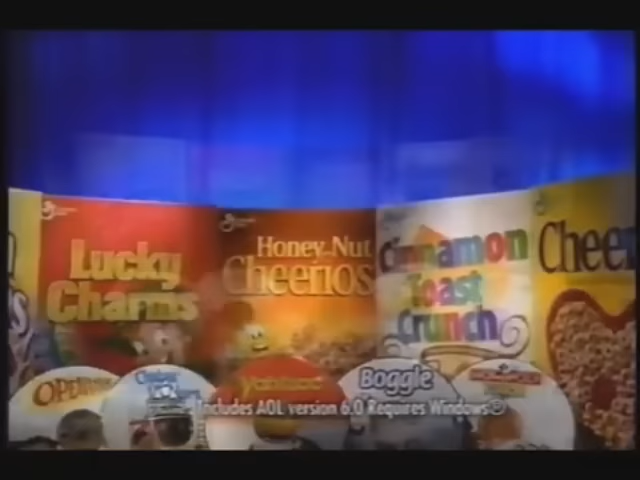 Lucky
Charms
Honey Nut
Cheerios
Cinnamon
Toast
Crunch
Chee
Boggle
Includes AOL version 6.0 Requires Windows®